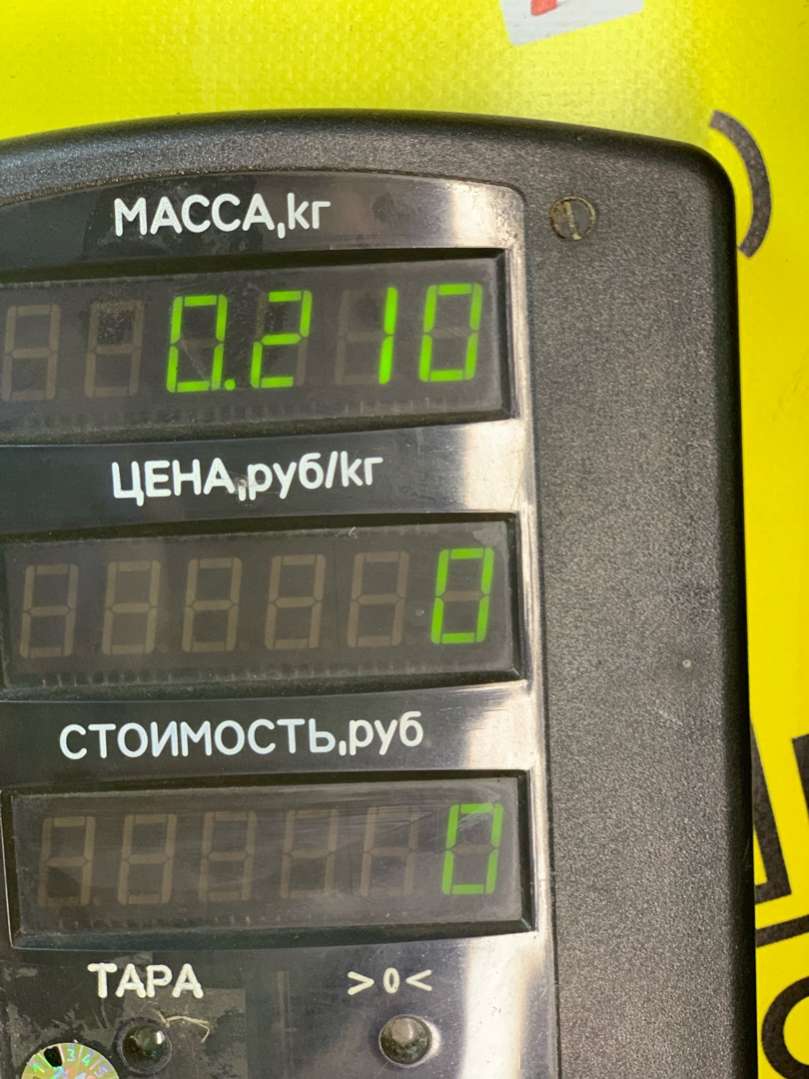 МАССА,кг
0.210
ЦЕНА,руб/кг
0
СТОИМОСТЬ,руб
0
ТАРА >0<